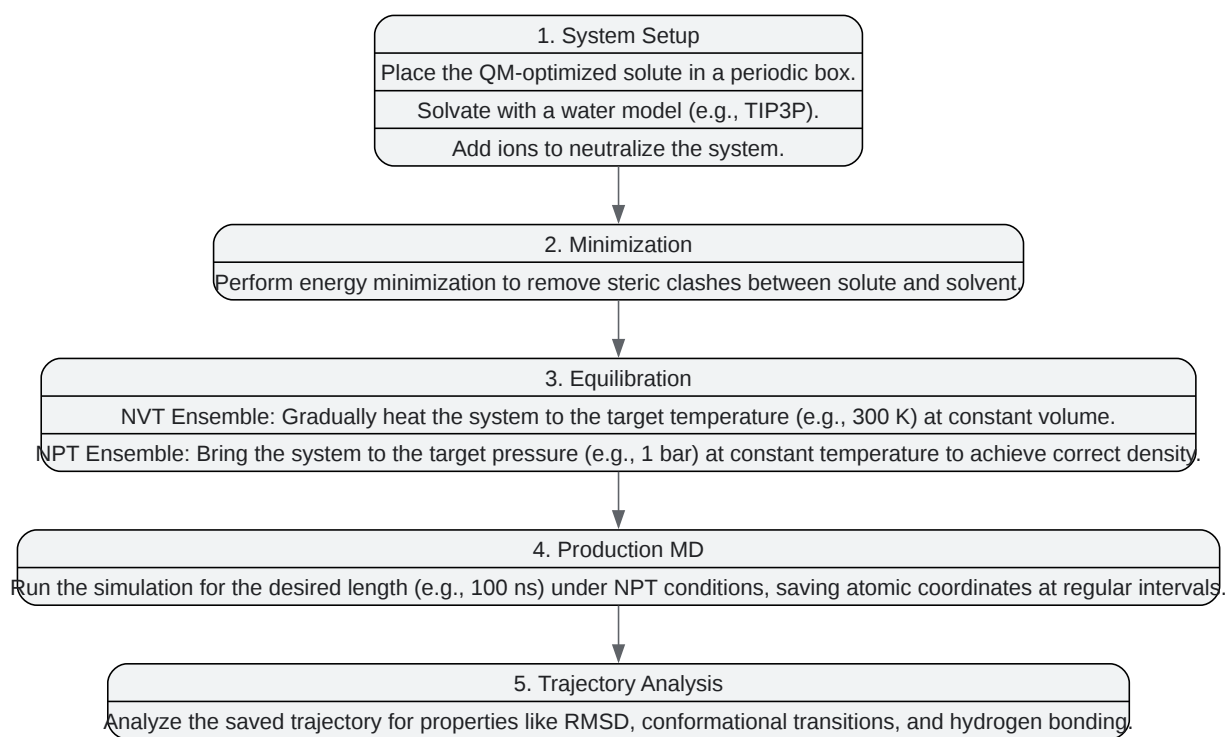 1. System Setup
Place the QM-optimized solute in a periodic box.
Solvate with a water model (e.g., TIP3P).
Add ions to neutralize the system.
2. Minimization
Perform energy minimization to remove steric clashes between solute and solvent.
3. Equilibration
NVT Ensemble: Gradually heat the system to the target temperature (e.g., 300 K) at constant volume.
NPT Ensemble: Bring the system to the target pressure (e.g., 1 bar) at constant temperature to achieve correct density.
4. Production MD
Run the simulation for the desired length (e.g., 100 ns) under NPT conditions, saving atomic coordinates at regular intervals.
5. Trajectory Analysis
Analyze the saved trajectory for properties like RMSD, conformational transitions, and hydrogen bonding.